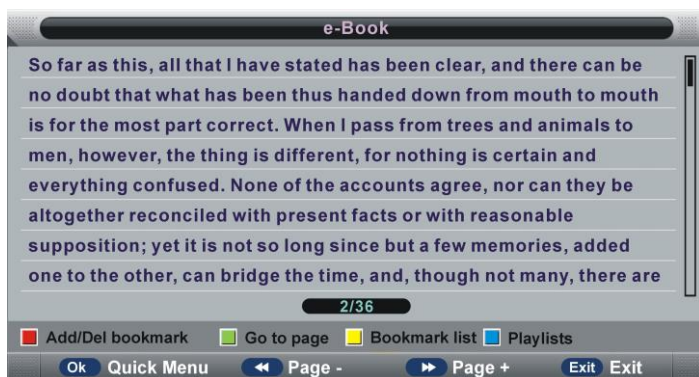 e-Book
So far as this, all that I have stated has been clear, and there can be
no doubt that what has been thus handed down from mouth to mouth
is for the most part correct. When I pass from trees and animals to
men, however, the thing is different, for nothing is certain and
everything confused. None of the accounts agree, nor can they be
altogether reconciled with present facts or with reasonable
supposition; yet it is not so long since but a few memories, added
one to the other, can bridge the time, and, though not many, there are
2/36
Add/Del bookmark Go to page Bookmark list Playlists
Ok Quick Menu Page - Page + Exit Exit